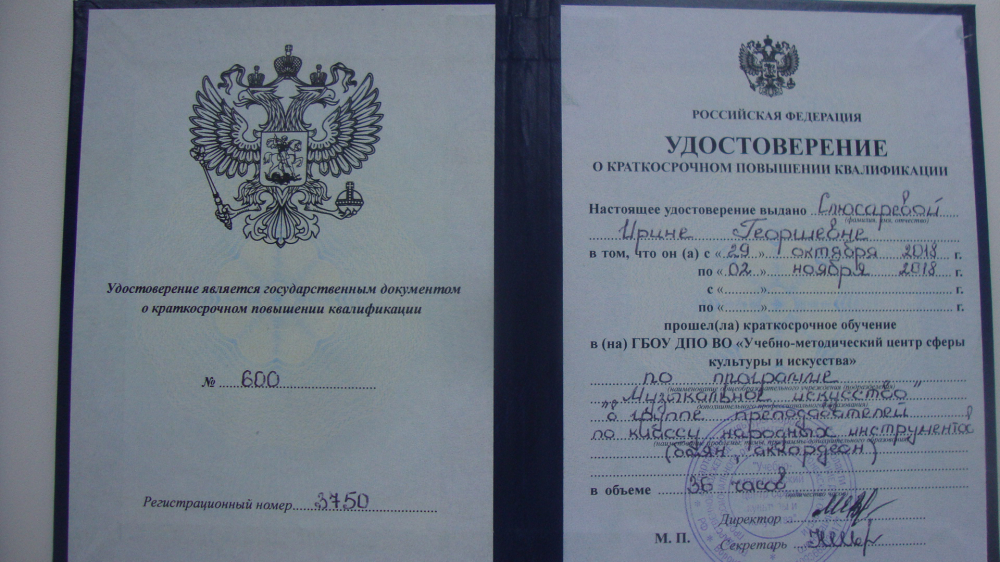 Удостоверение является государственным документом
о краткосрочном повышении квалификации
№ 600
Регистрационный номер 3750
РОССИЙСКАЯ ФЕДЕРАЦИЯ
УДОСТОВЕРЕНИЕ
О КРАТКОСРОЧНОМ ПОВЫШЕНИИ КВАЛИФИКАЦИИ
Настоящее удостоверение выдано Слюсаревой
(фамилия, имя, отчество)
Ирине Георгиевне
в том, что он (а) с «29» октября 2018 г.
по «02» ноября 2018 г.
с «........» г.
по «........» г.
прошел(ла) краткосрочное обучение
в (на) ГБОУ ДПО ВО «Учебно-методический центр сферы
культуры и искусства»
по программе
"Музыкальное искусство"
в группе преподавателей
по классу народных инструментов
(баян, аккордеон)
в объеме 36 часов
Директор
М. П. Секретарь